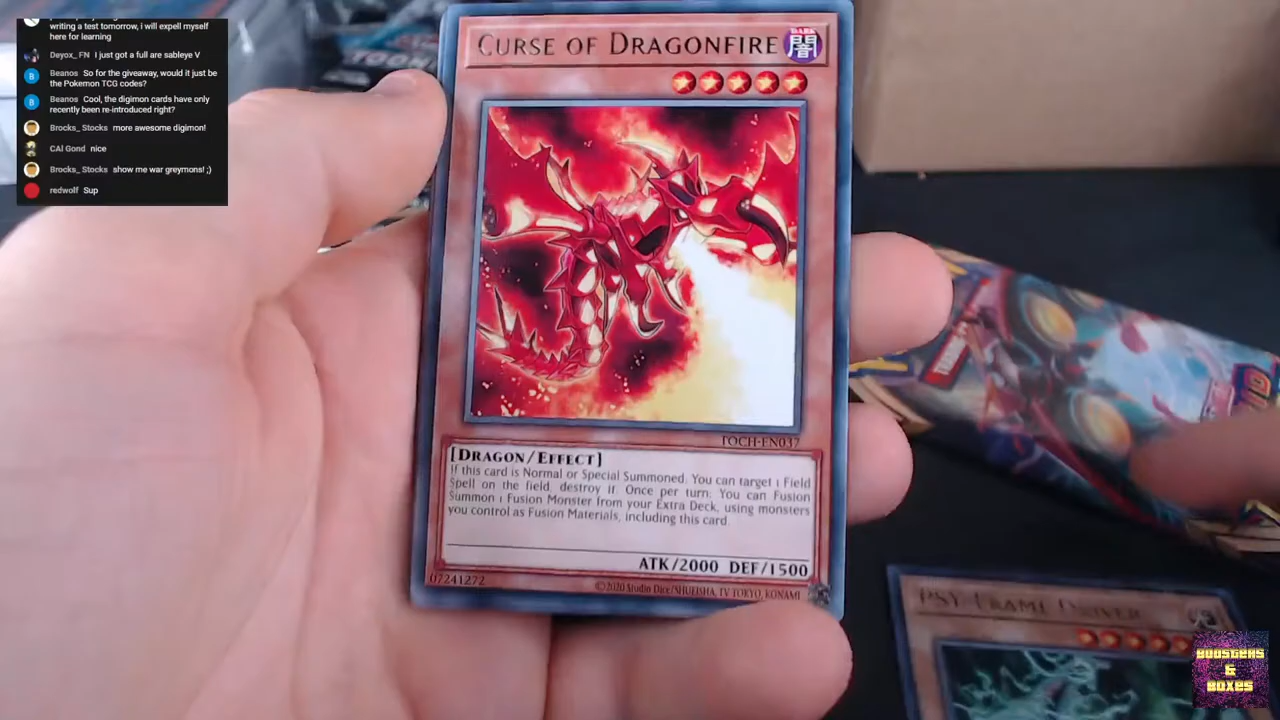 writing a test tomorrow, i will expell myself
here for learning
Deyox_FN I just got a full are sableye V
B Beanos So for the giveaway, would it just be
the Pokemon TCG codes?
B Beanos Cool, the digimon cards have only
recently been re-introduced right?
Brocks_Stocks more awesome digimon!
CAl Gond nice
Brocks_Stocks show me war greymons! ;)
redwolf Sup
CURSE OF DRAGONFIRE
DARK
闇
TOCH-EN037
[DRAGON/EFFECT]
If this card is Normal or Special Summoned: You can target 1 Field
Spell on the field, destroy it. Once per turn: You can Fusion
Summon 1 Fusion Monster from your Extra Deck, using monsters
you control as Fusion Materials, including this card.
ATK/2000 DEF/1500
07241272
©2020 Studio Dice/SHUEISHA, TV TOKYO, KONAMI
PSY-FRAME DRIVER
BOOSTERS
&
BOXES